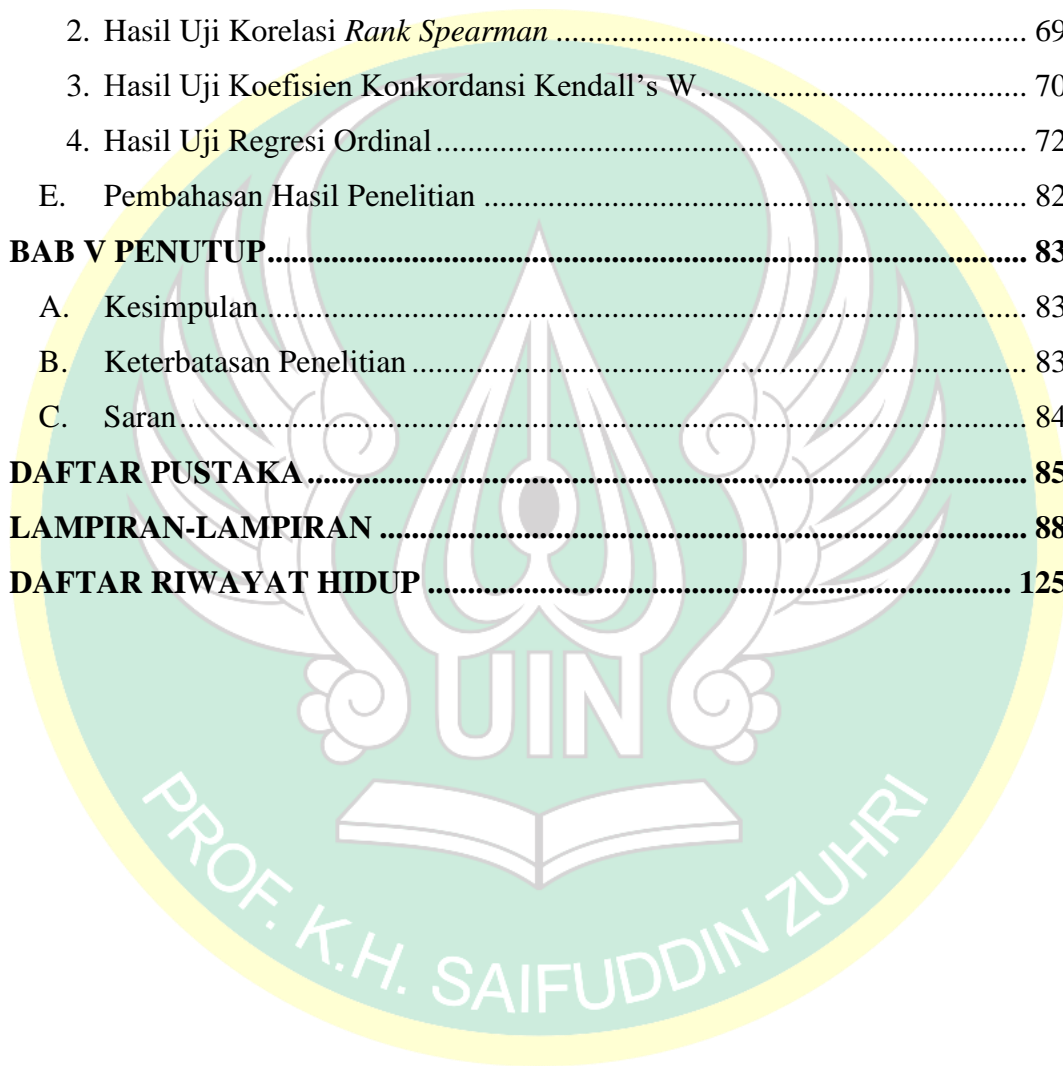 2. Hasil Uji Korelasi Rank Spearman ........................................................................ 69
3. Hasil Uji Koefisien Konkordansi Kendall’s W .................................................. 70
4. Hasil Uji Regresi Ordinal .......................................................................................... 72
E. Pembahasan Hasil Penelitian ................................................................................... 82
BAB V PENUTUP .................................................................................................................. 83
A. Kesimpulan ..................................................................................................................... 83
B. Keterbatasan Penelitian ............................................................................................. 83
C. Saran ................................................................................................................................ 84
DAFTAR PUSTAKA ............................................................................................................ 85
LAMPIRAN-LAMPIRAN .................................................................................................. 88
DAFTAR RIWAYAT HIDUP ........................................................................................... 125
UIN
PROF. K.H. SAIFUDDIN ZUHRI